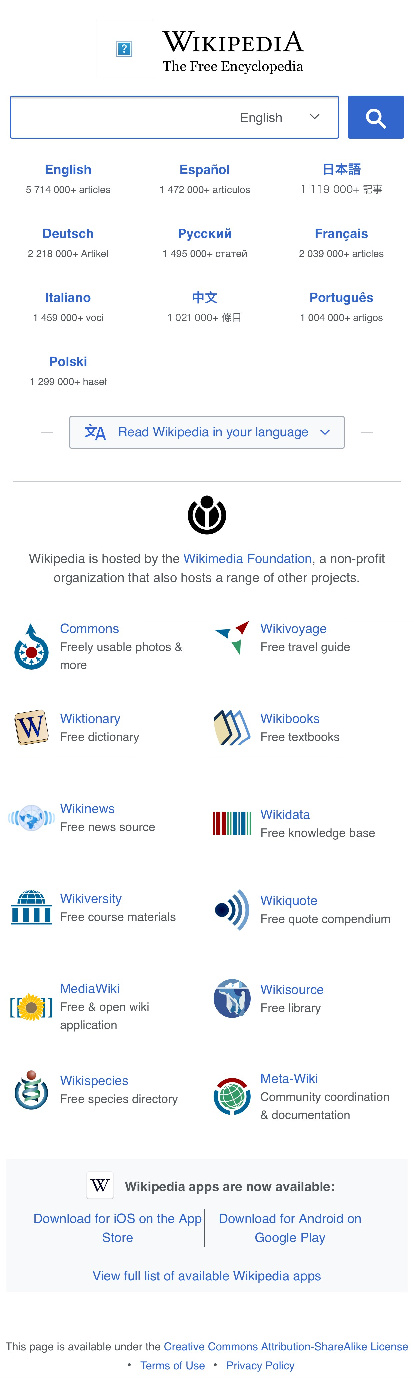 WIKIPEDIA
The Free Encyclopedia
English
English
5 714 000+ articles
Español
1 472 000+ artículos
日本語
1 119 000+ 記事
Deutsch
2 218 000+ Artikel
Русский
1 495 000+ статей
Français
2 039 000+ articles
Italiano
1 459 000+ voci
中文
1 021 000+ 條目
Português
1 004 000+ artigos
Polski
1 299 000+ haseł
Read Wikipedia in your language
Wikipedia is hosted by the Wikimedia Foundation, a non-profit
organization that also hosts a range of other projects.
Commons
Freely usable photos &
more
Wikivoyage
Free travel guide
Wiktionary
Free dictionary
Wikibooks
Free textbooks
Wikinews
Free news source
Wikidata
Free knowledge base
Wikiversity
Free course materials
Wikiquote
Free quote compendium
MediaWiki
Free & open wiki
application
Wikisource
Free library
Wikispecies
Free species directory
Meta-Wiki
Community coordination
& documentation
W
Wikipedia apps are now available:
Download for iOS on the App
Store
Download for Android on
Google Play
View full list of available Wikipedia apps
This page is available under the Creative Commons Attribution-ShareAlike License
• Terms of Use • Privacy Policy